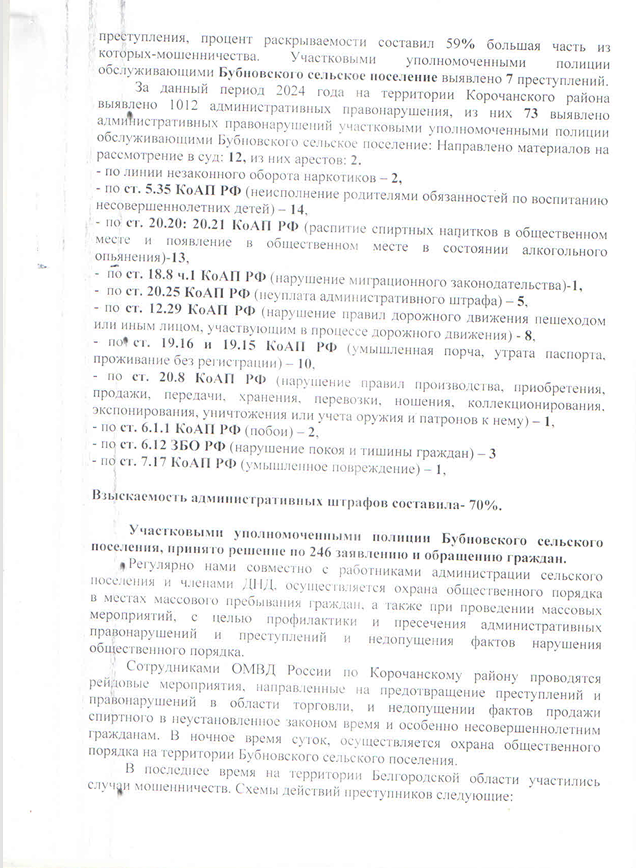 преступления, процент раскрываемости составил 59% большая часть из
которых-мошенничества. Участковыми уполномоченными полиции
обслуживающими Бубновского сельское поселение выявлено 7 преступлений.
За данный период 2024 года на территории Корочанского района
выявлено 1012 административных правонарушения, из них 73 выявлено
административных правонарушений участковыми уполномоченными полиции
обслуживающими Бубновского сельское поселение: Направлено материалов на
рассмотрение в суд: 12, из них арестов: 2.
- по линии незаконного оборота наркотиков – 2,
- по ст. 5.35 КоАП РФ (неисполнение родителями обязанностей по воспитанию
несовершеннолетних детей) – 14,
- по ст. 20.20: 20.21 КоАП РФ (распитие спиртных напитков в общественном
месте и появление в общественном месте в состоянии алкогольного
опьянения)-13,
- по ст. 18.8 ч.1 КоАП РФ (нарушение миграционного законодательства)-1,
- по ст. 20.25 КоАП РФ (неуплата административного штрафа) – 5,
- по ст. 12.29 КоАП РФ (нарушение правил дорожного движения пешеходом
или иным лицом, участвующим в процессе дорожного движения) - 8,
- по ст. 19.16 и 19.15 КоАП РФ (умышленная порча, утрата паспорта,
проживание без регистрации) – 10,
- по ст. 20.8 КоАП РФ (нарушение правил производства, приобретения,
продажи, передачи, хранения, перевозки, ношения, коллекционирования,
экспонирования, уничтожения или учета оружия и патронов к нему) – 1,
- по ст. 6.1.1 КоАП РФ (побои) – 2,
- по ст. 6.12 ЗБО РФ (нарушение покоя и тишины граждан) – 3
- по ст. 7.17 КоАП РФ (умышленное повреждение) – 1,
Взыскаемость административных штрафов составила- 70%.
Участковыми уполномоченными полиции Бубновского сельского
поселения, принято решение по 246 заявлению и обращению граждан.
Регулярно нами совместно с работниками администрации сельского
поселения и членами ДНД, осуществляется охрана общественного порядка
в местах массового пребывания граждан, а также при проведении массовых
мероприятий, с целью профилактики и пресечения административных
правонарушений и преступлений и недопущения фактов нарушения
общественного порядка.
Сотрудниками ОМВД России по Корочанскому району проводятся
рейдовые мероприятия, направленные на предотвращение преступлений и
правонарушений в области торговли, и недопущении фактов продажи
спиртного в неустановленное законом время и особенно несовершеннолетним
гражданам. В ночное время суток, осуществляется охрана общественного
порядка на территории Бубновского сельского поселения.
В последнее время на территории Белгородской области участились
случаи мошенничеств. Схемы действий преступников следующие: